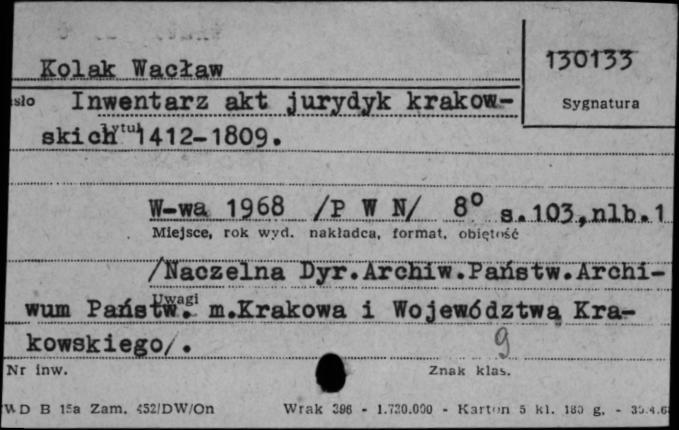 130133
Kolak Wacław
sło Inwentarz akt jurydyk krakow-
Sygnatura
skich 1412-1809.
tytuł
W-wa 1968 /P W N/ 8° s.103,nlb.1
Miejsce, rok wyd. nakładca, format, objętość
/Naczelna Dyr.Archiw.Państw.Archi-
Uwagi
wum Państw. m.Krakowa i Województwa Kra-
kowskiego/.
9
Nr inw. Znak klas.
WD B 15a Zam. 452/DW/On Wrak 396 - 1.730.000 - Karton 5 kl. 180 g.